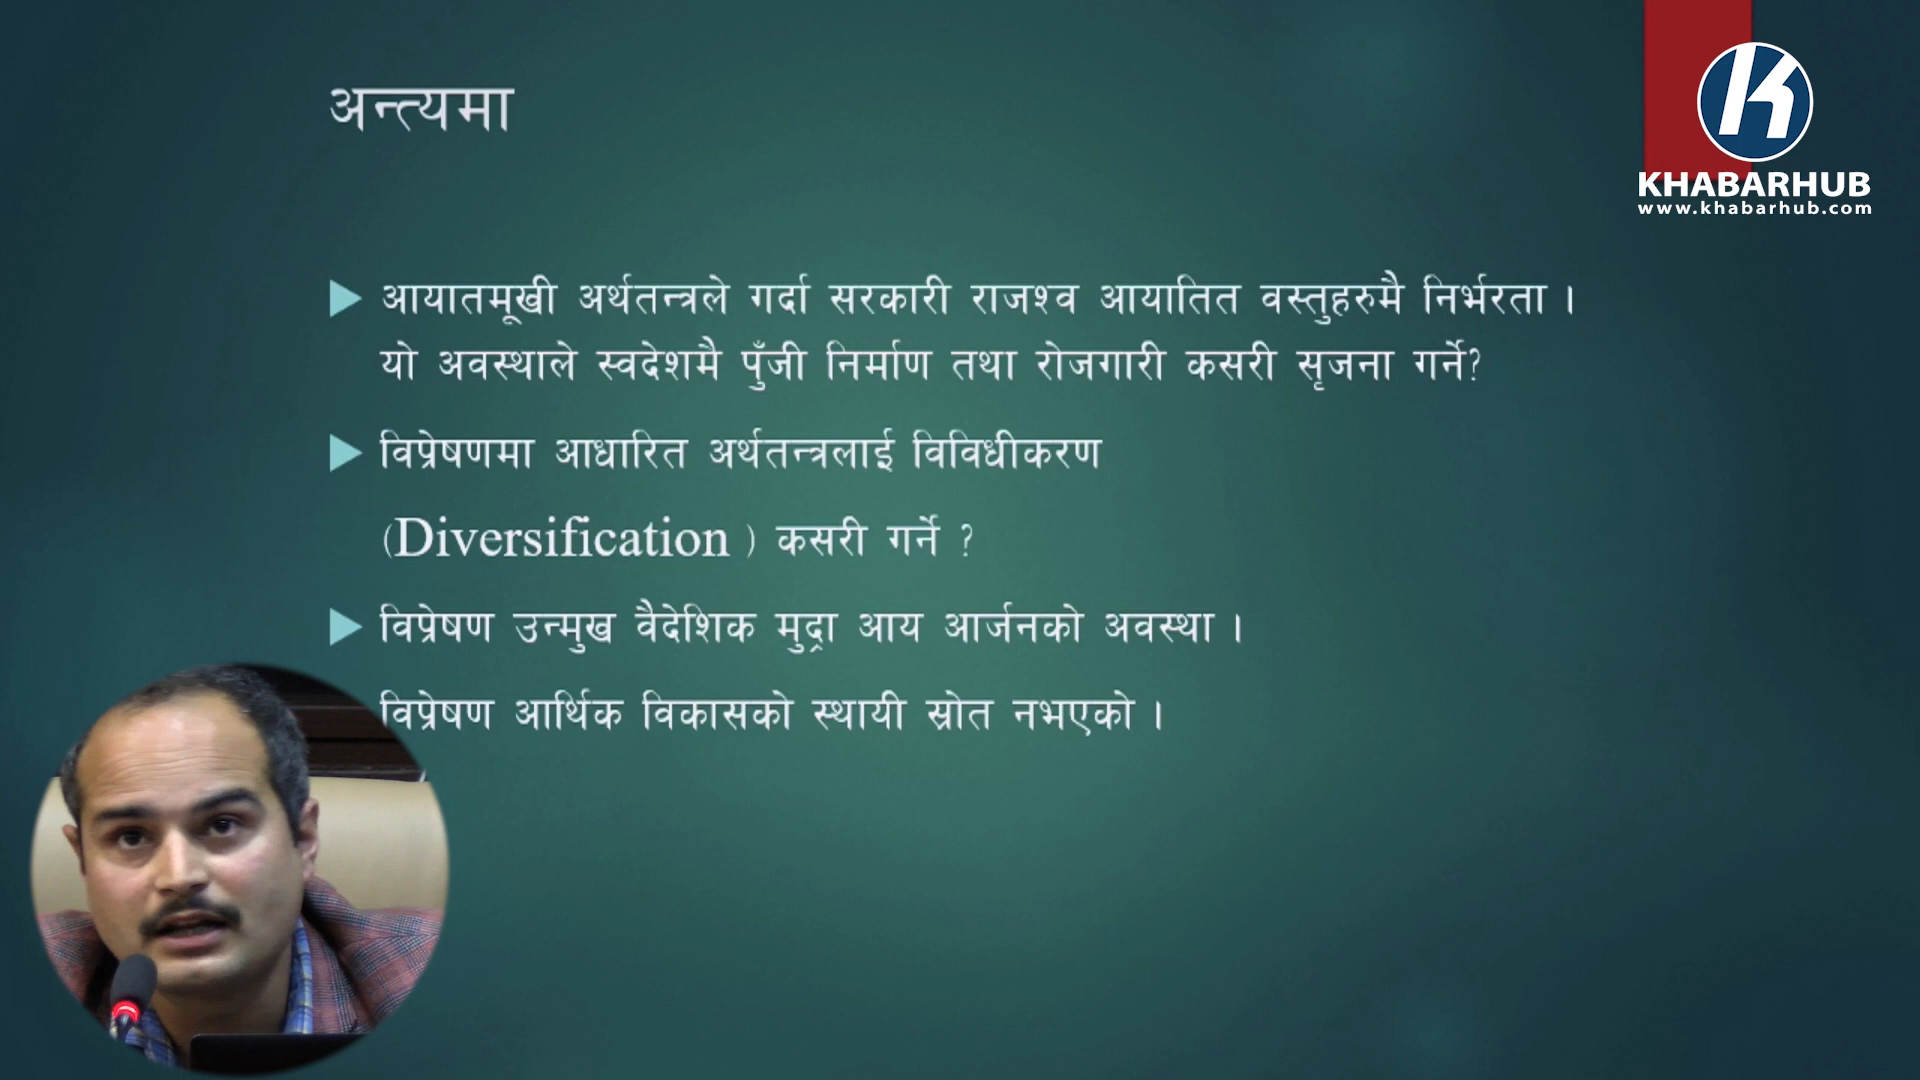 अन्त्यमा
KHABARHUB
www.khabarhub.com
आयातमूखी अर्थतन्त्रले गर्दा सरकारी राजश्व आयातित वस्तुहरुमै निर्भरता ।
यो अवस्थाले स्वदेशमै पुँजी निर्माण तथा रोजगारी कसरी सृजना गर्ने?
विप्रेषणमा आधारित अर्थतन्त्रलाई विविधीकरण
(Diversification ) कसरी गर्ने ?
विप्रेषण उन्मुख वैदेशिक मुद्रा आय आर्जनको अवस्था ।
विप्रेषण आर्थिक विकासको स्थायी स्रोत नभएको ।